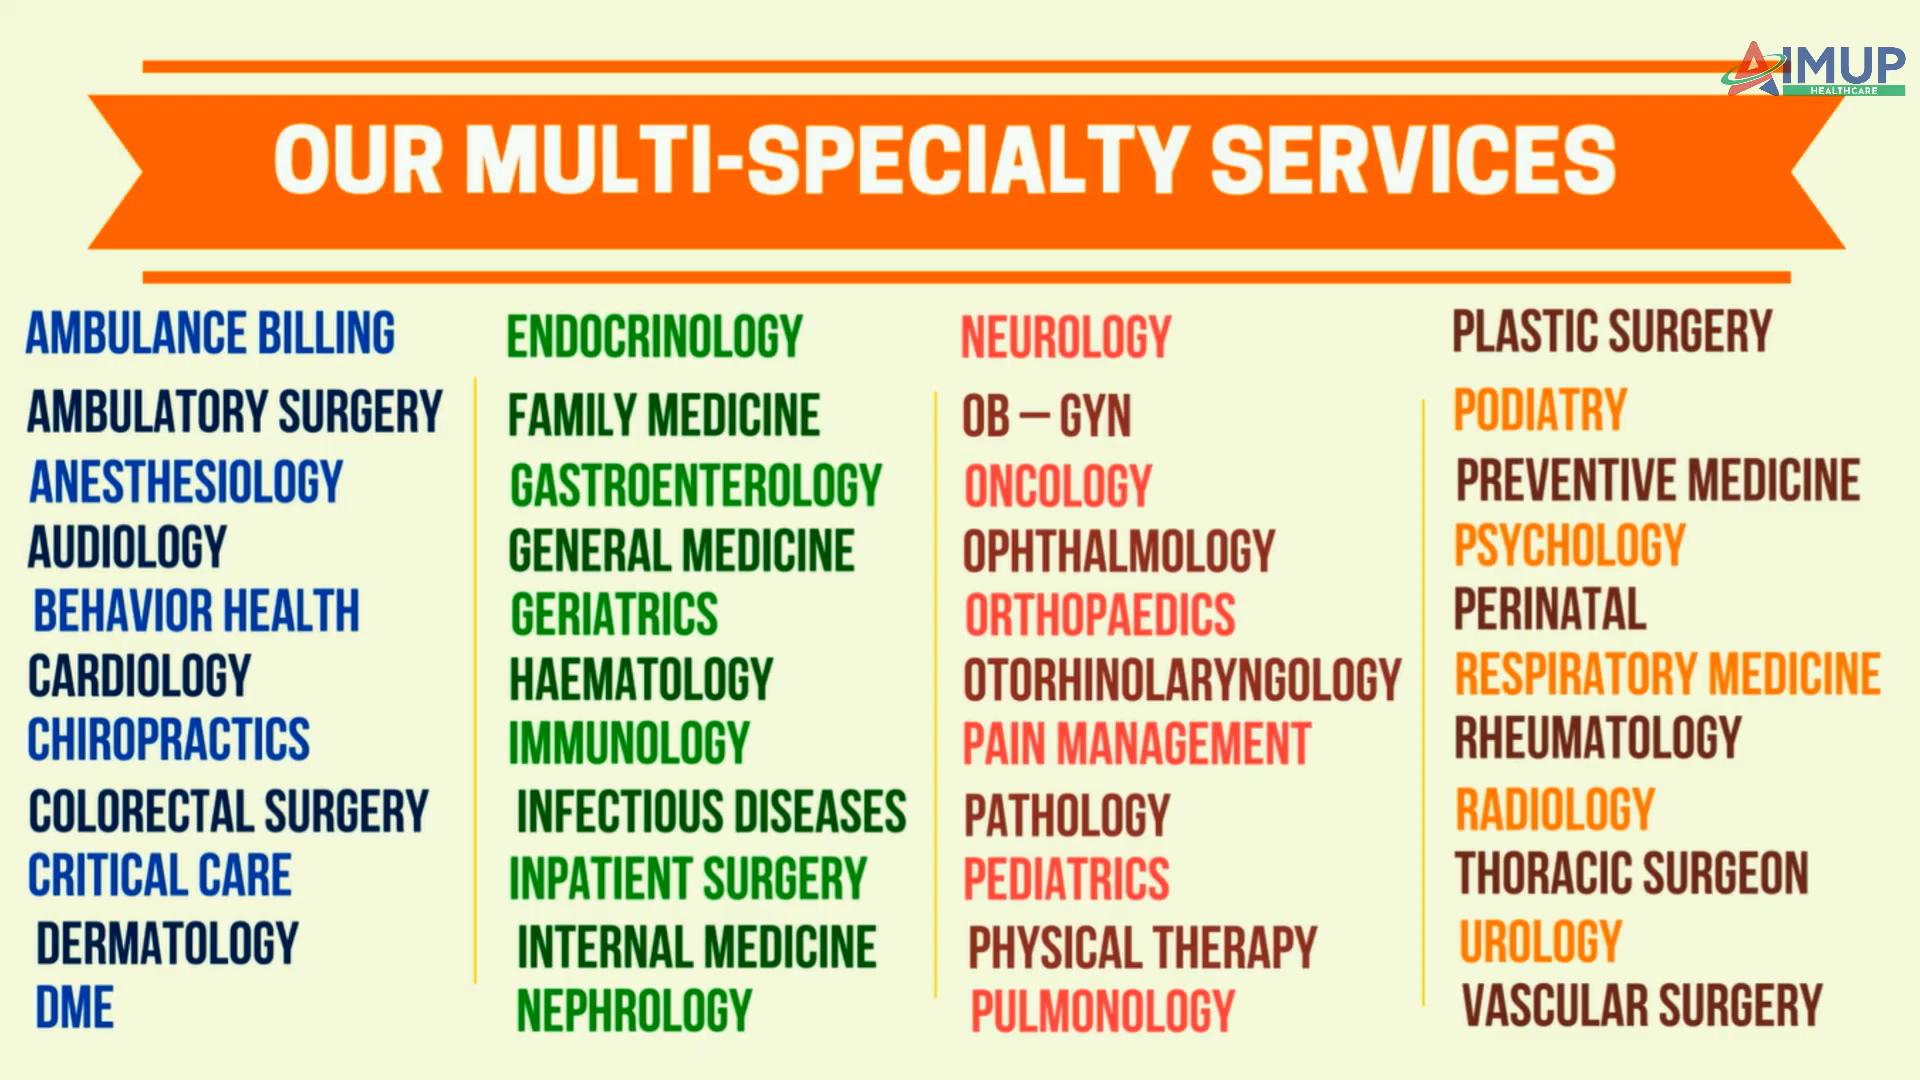 AIMUP
HEALTHCARE
OUR MULTI-SPECIALTY SERVICES
AMBULANCE BILLING
AMBULATORY SURGERY
ANESTHESIOLOGY
AUDIOLOGY
BEHAVIOR HEALTH
CARDIOLOGY
CHIROPRACTICS
COLORECTAL SURGERY
CRITICAL CARE
DERMATOLOGY
DME
ENDOCRINOLOGY
FAMILY MEDICINE
GASTROENTEROLOGY
GENERAL MEDICINE
GERIATRICS
HAEMATOLOGY
IMMUNOLOGY
INFECTIOUS DISEASES
INPATIENT SURGERY
INTERNAL MEDICINE
NEPHROLOGY
NEUROLOGY
OB – GYN
ONCOLOGY
OPHTHALMOLOGY
ORTHOPAEDICS
OTORHINOLARYNGOLOGY
PAIN MANAGEMENT
PATHOLOGY
PEDIATRICS
PHYSICAL THERAPY
PULMONOLOGY
PLASTIC SURGERY
PODIATRY
PREVENTIVE MEDICINE
PSYCHOLOGY
PERINATAL
RESPIRATORY MEDICINE
RHEUMATOLOGY
RADIOLOGY
THORACIC SURGEON
UROLOGY
VASCULAR SURGERY